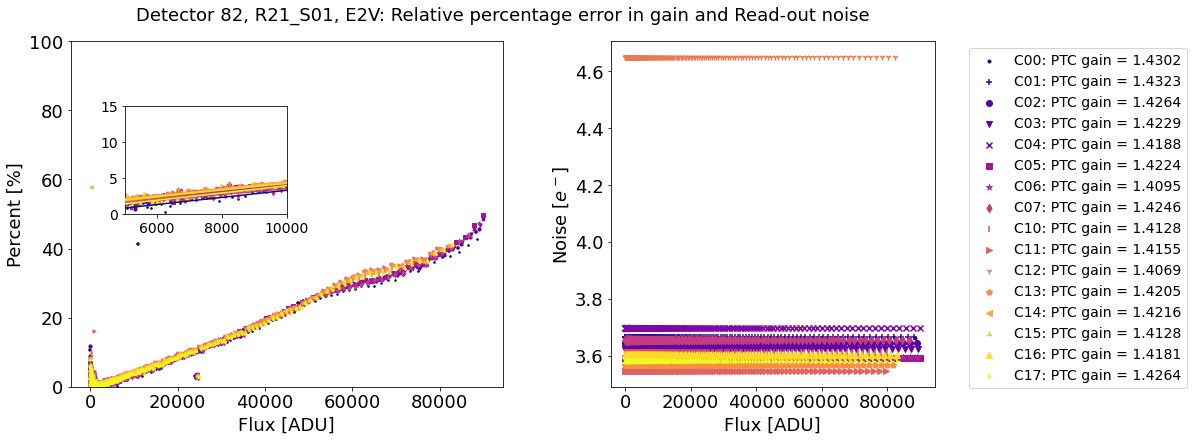 Detector 82, R21_S01, E2V: Relative percentage error in gain and Read-out noise
Percent [%]
100
80
60
40
20
0
0 20000 40000 60000 80000
Flux [ADU]
15
10
5
0
6000 8000 10000
Noise [e⁻]
4.6
4.4
4.2
4.0
3.8
3.6
0 20000 40000 60000 80000
Flux [ADU]
C00: PTC gain = 1.4302
C01: PTC gain = 1.4323
C02: PTC gain = 1.4264
C03: PTC gain = 1.4229
C04: PTC gain = 1.4188
C05: PTC gain = 1.4224
C06: PTC gain = 1.4095
C07: PTC gain = 1.4246
C10: PTC gain = 1.4128
C11: PTC gain = 1.4155
C12: PTC gain = 1.4069
C13: PTC gain = 1.4205
C14: PTC gain = 1.4216
C15: PTC gain = 1.4128
C16: PTC gain = 1.4181
C17: PTC gain = 1.4264